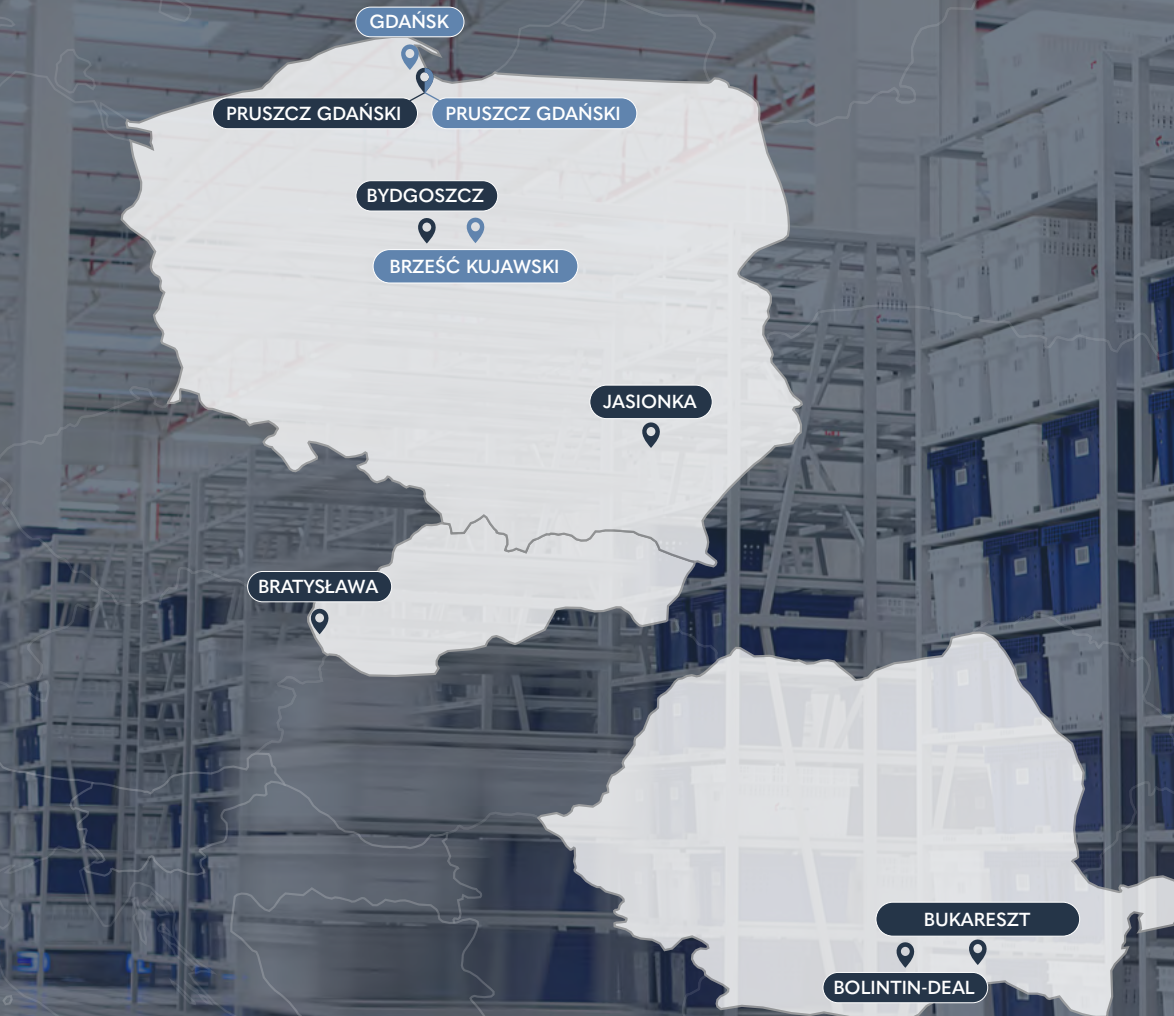 GDAŃSK
PRUSZCZ GDAŃSKI
PRUSZCZ GDAŃSKI
BYDGOSZCZ
BRZEŚĆ KUJAWSKI
JASIONKA
BRATYSŁAWA
BUKARESZT
BOLINTIN-DEAL